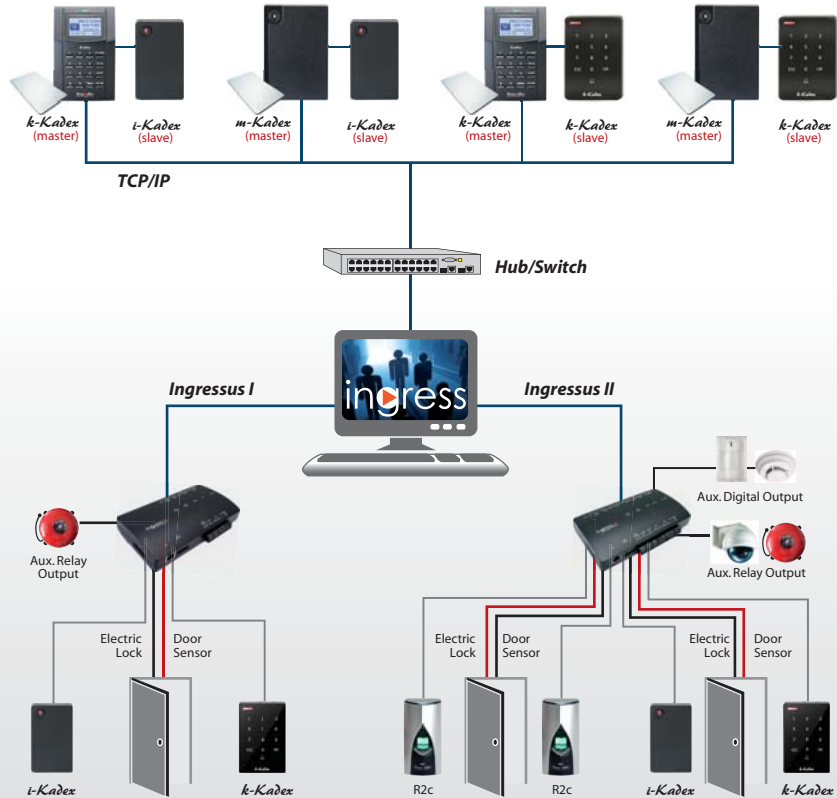 k-Kadex
(master)
i-Kadex
(slave)
m-Kadex
(master)
i-Kadex
(slave)
k-Kadex
(master)
k-Kadex
(slave)
m-Kadex
(master)
k-Kadex
(slave)
TCP/IP
Hub/Switch
Ingressus I
ingress
Ingressus II
Aux. Digital Output
Aux. Relay
Output
Aux. Relay Output
Electric
Lock
Door
Sensor
Electric
Lock
Door
Sensor
Electric
Lock
Door
Sensor
i-Kadex
k-Kadex
R2c
R2c
i-Kadex
k-Kadex